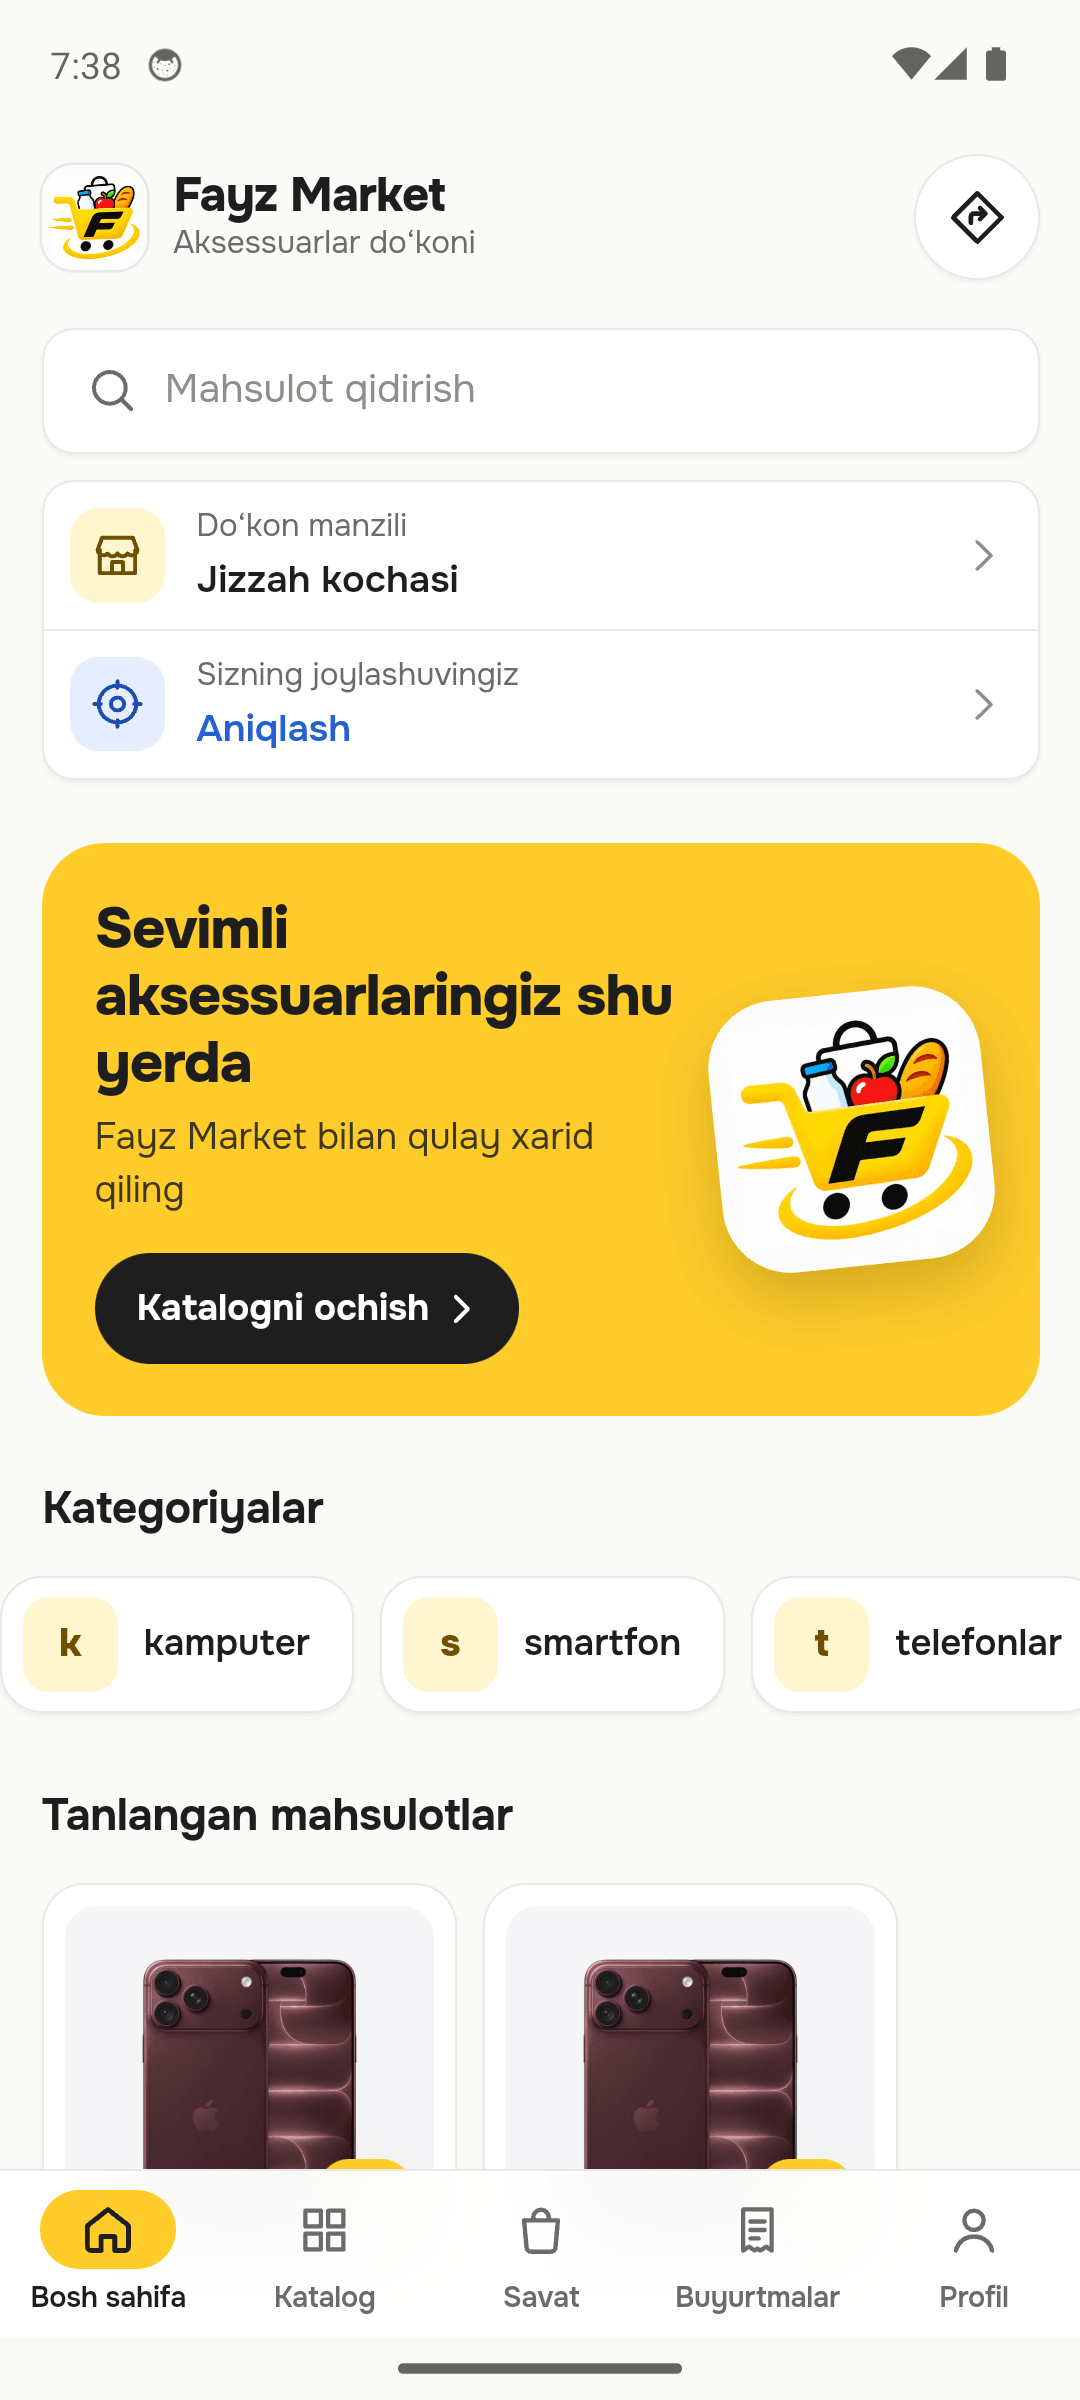 7:38
Fayz Market
Aksessuarlar do‘koni
Mahsulot qidirish
Do‘kon manzili
Jizzah kochasi
Sizning joylashuvingiz
Aniqlash
Sevimli
aksessuarlaringiz shu
yerda
Fayz Market bilan qulay xarid
qiling
F
Katalogni ochish
Kategoriyalar
k kamputer
s smartfon
t telefonlar
Tanlangan mahsulotlar
Bosh sahifa
Katalog
Savat
Buyurtmalar
Profil